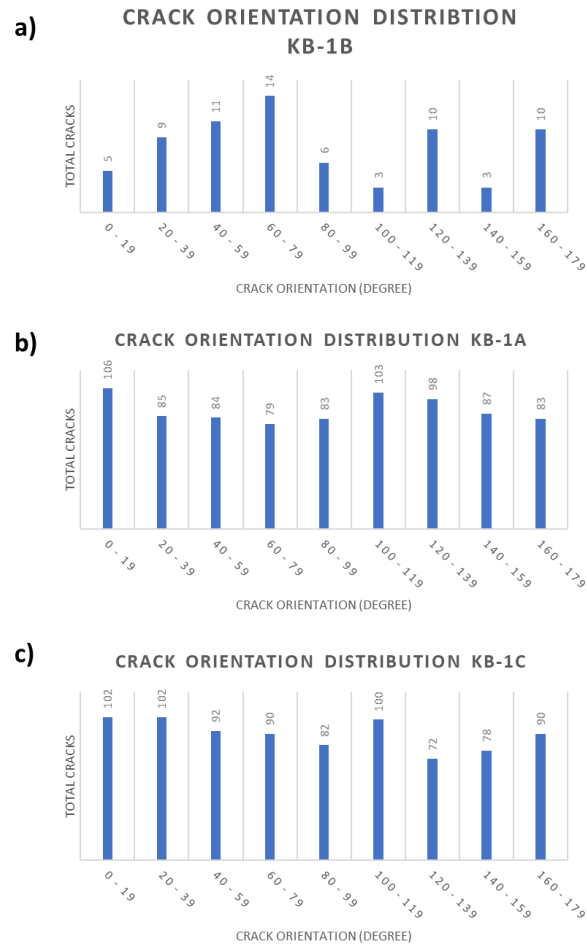 a)
CRACK ORIENTATION DISTRIBTION
KB-1B
TOTAL CRACKS
5
9
11
14
6
3
10
3
10
0 - 19
20 - 39
40 - 59
60 - 79
80 - 99
100 - 119
120 - 139
140 - 159
160 - 179
CRACK ORIENTATION (DEGREE)
b)
CRACK ORIENTATION DISTRIBUTION KB-1A
TOTAL CRACKS
106
85
84
79
83
103
98
87
83
0 - 19
20 - 39
40 - 59
60 - 79
80 - 99
100 - 119
120 - 139
140 - 159
160 - 179
CRACK ORIENTATION (DEGREE)
c)
CRACK ORIENTATION DISTRIBUTION KB-1C
TOTAL CRACKS
102
102
92
90
82
100
72
78
90
0 - 19
20 - 39
40 - 59
60 - 79
80 - 99
100 - 119
120 - 139
140 - 159
160 - 179
CRACK ORIENTATION (DEGREE)